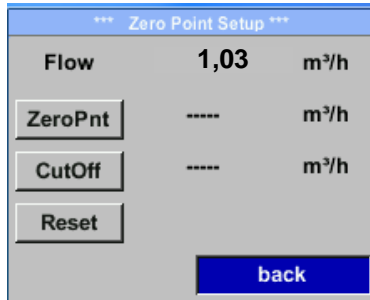 *** Zero Point Setup ***
Flow 1,03 m³/h
ZeroPnt ----- m³/h
CutOff ----- m³/h
Reset
back